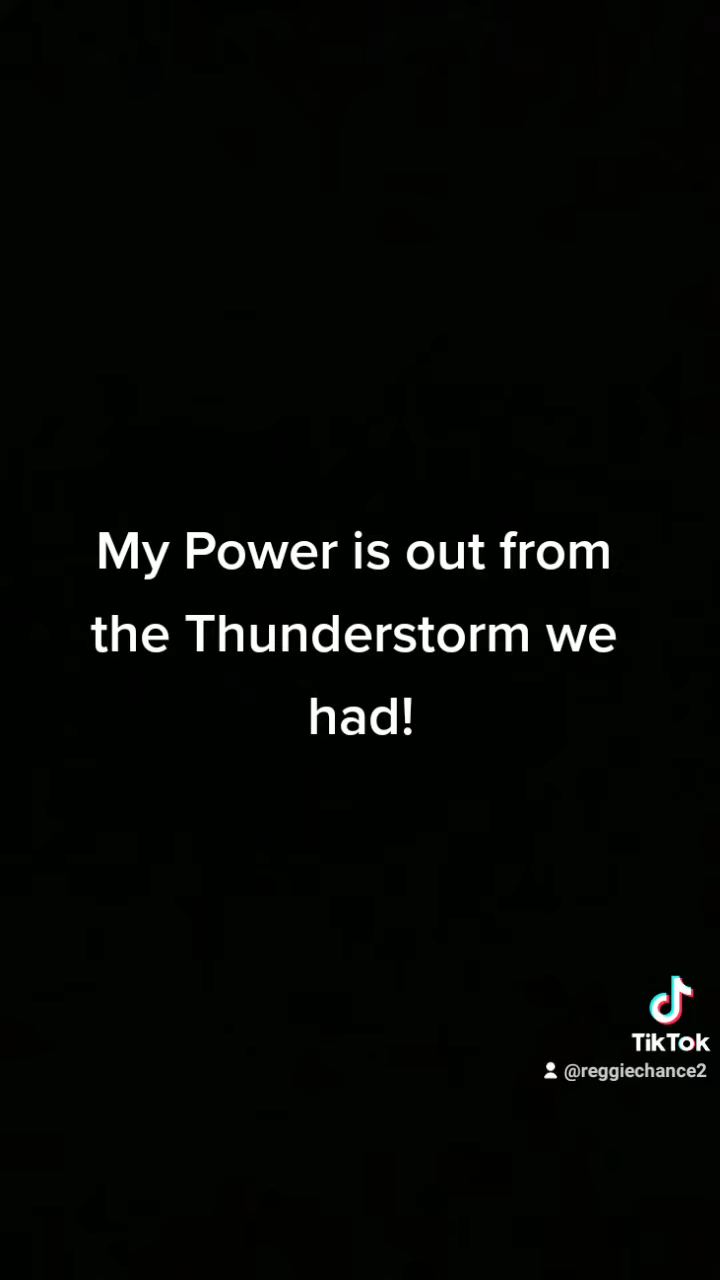 My Power is out from
the Thunderstorm we
had!
TikTok
@reggiechance2